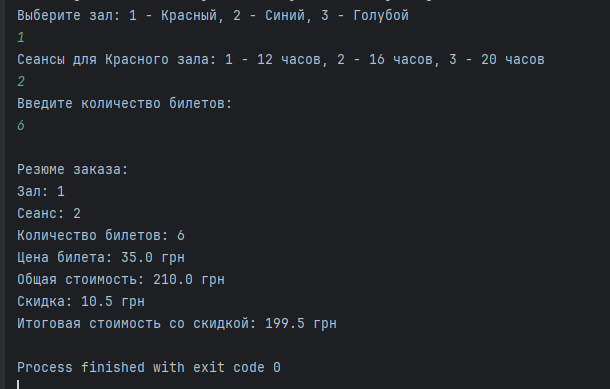 Выберите зал: 1 - Красный, 2 - Синий, 3 - Голубой
1
Сеансы для Красного зала: 1 - 12 часов, 2 - 16 часов, 3 - 20 часов
2
Введите количество билетов:
6
Резюме заказа:
Зал: 1
Сеанс: 2
Количество билетов: 6
Цена билета: 35.0 грн
Общая стоимость: 210.0 грн
Скидка: 10.5 грн
Итоговая стоимость со скидкой: 199.5 грн
Process finished with exit code 0